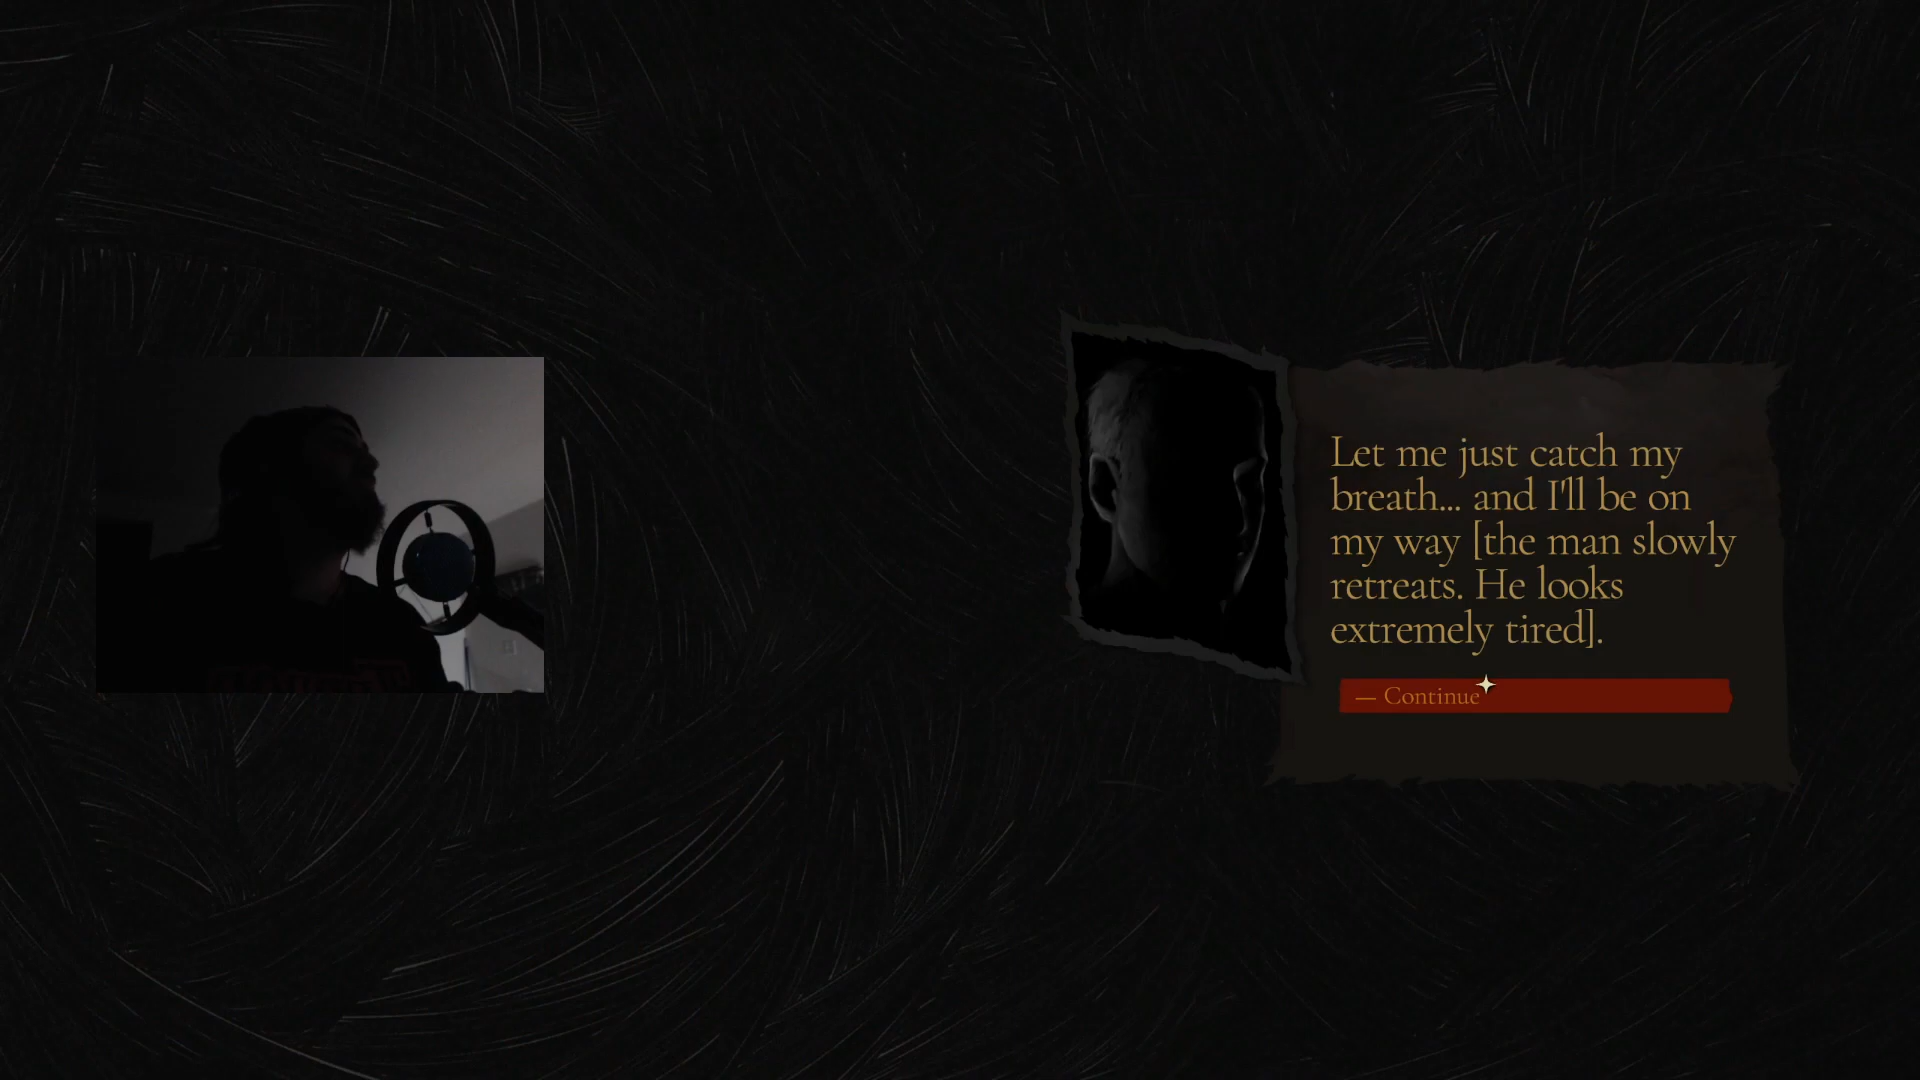 Let me just catch my
breath... and I'll be on
my way [the man slowly
retreats. He looks
extremely tired].
— Continue